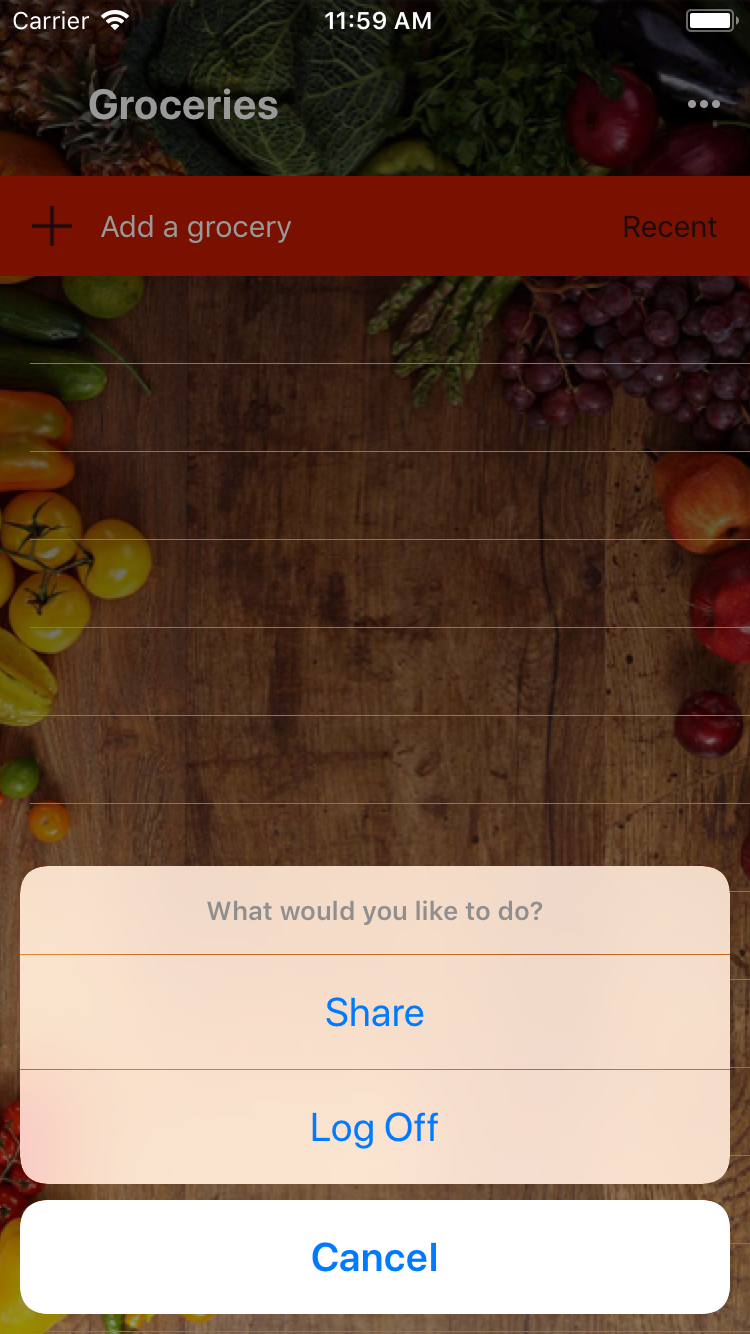 Carrier 11:59 AM
Groceries
Add a grocery Recent
What would you like to do?
Share
Log Off
Cancel